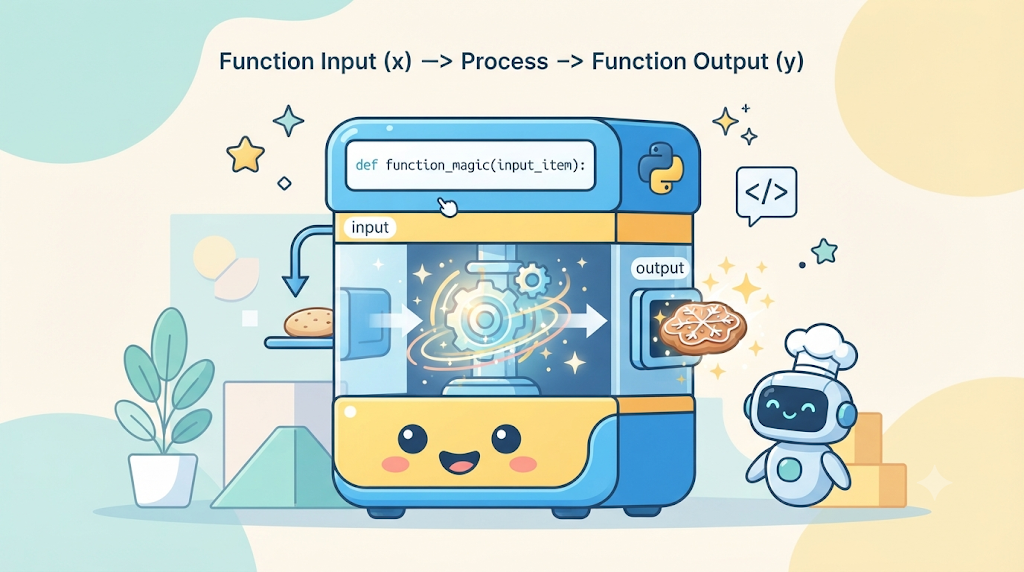 Function Input (x) —> Process —> Function Output (y)
def function_magic(input_item):
</>
input
output